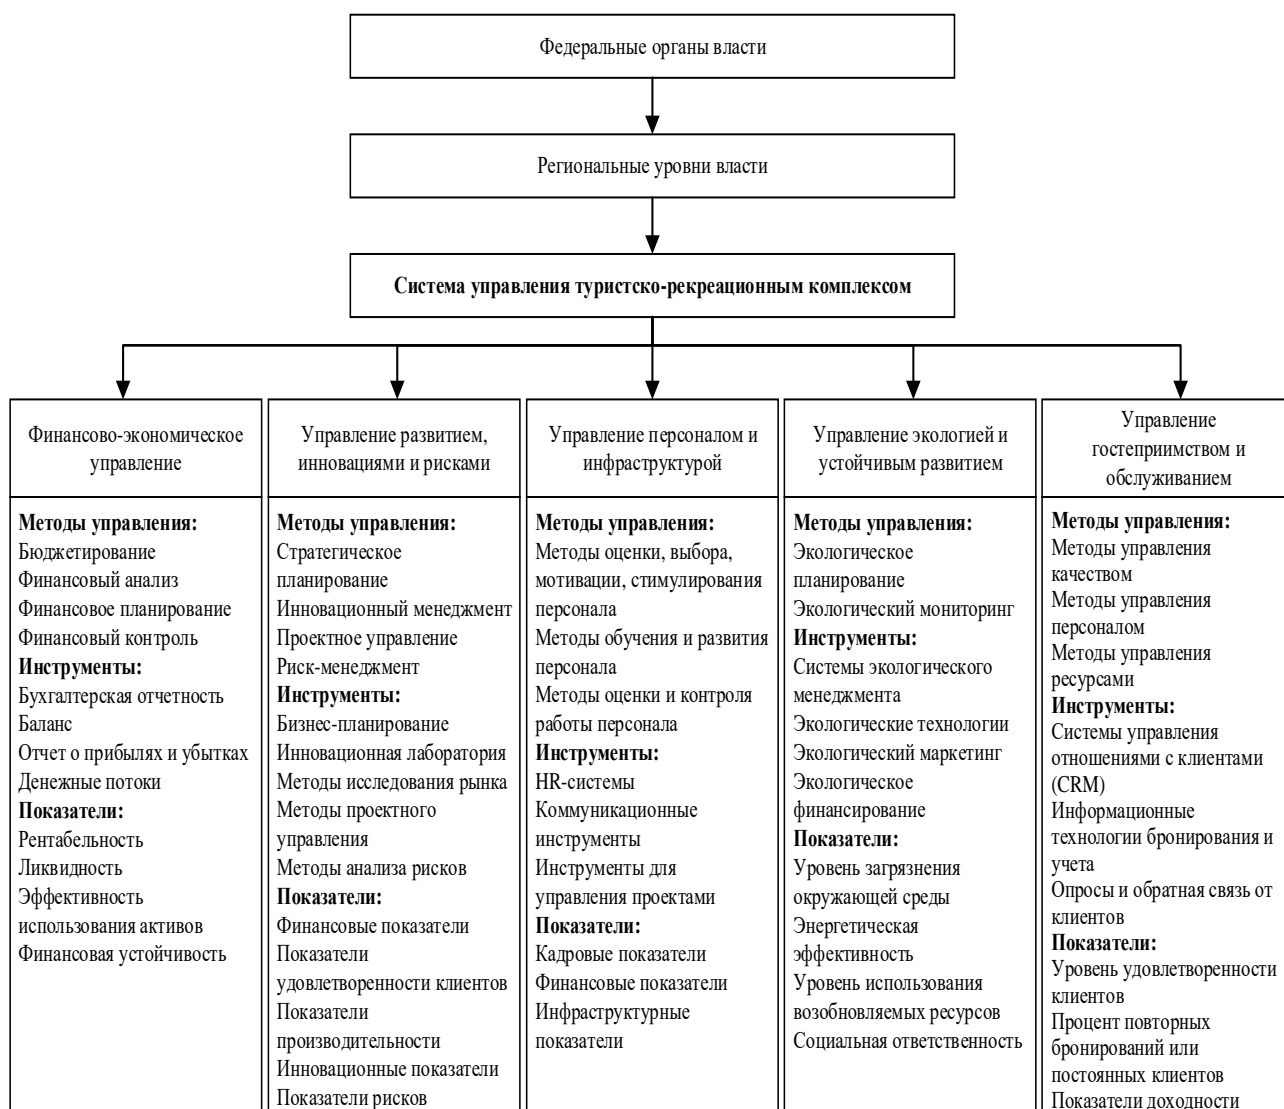 Федеральные органы власти
Региональные уровни власти
Система управления туристско-рекреационным комплексом
Финансово-экономическое
управление
Методы управления:
Бюджетирование
Финансовый анализ
Финансовое планирование
Финансовый контроль
Инструменты:
Бухгалтерская отчетность
Баланс
Отчет о прибылях и убытках
Денежные потоки
Показатели:
Рентабельность
Ликвидность
Эффективность
использования активов
Финансовая устойчивость
Управление развитием,
инновациями и рисками
Методы управления:
Стратегическое
планирование
Инновационный менеджмент
Проектное управление
Риск-менеджмент
Инструменты:
Бизнес-планирование
Инновационная лаборатория
Методы исследования рынка
Методы проектного
управления
Методы анализа рисков
Показатели:
Финансовые показатели
Показатели
удовлетворенности клиентов
Показатели
производительности
Инновационные показатели
Показатели рисков
Управление персоналом и
инфраструктурой
Методы управления:
Методы оценки, выбора,
мотивации, стимулирования
персонала
Методы обучения и развития
персонала
Методы оценки и контроля
работы персонала
Инструменты:
HR-системы
Коммуникационные
инструменты
Инструменты для
управления проектами
Показатели:
Кадровые показатели
Финансовые показатели
Инфраструктурные
показатели
Управление экологией и
устойчивым развитием
Методы управления:
Экологическое
планирование
Экологический мониторинг
Инструменты:
Системы экологического
менеджмента
Экологические технологии
Экологический маркетинг
Экологическое
финансирование
Показатели:
Уровень загрязнения
окружающей среды
Энергетическая
эффективность
Уровень использования
возобновляемых ресурсов
Социальная ответственность
Управление
гостеприимством и
обслуживанием
Методы управления:
Методы управления
качеством
Методы управления
персоналом
Методы управления
ресурсами
Инструменты:
Системы управления
отношениями с клиентами
(CRM)
Информационные
технологии бронирования и
учета
Опросы и обратная связь от
клиентов
Показатели:
Уровень удовлетворенности
клиентов
Процент повторных
бронирований или
постоянных клиентов
Показатели доходности